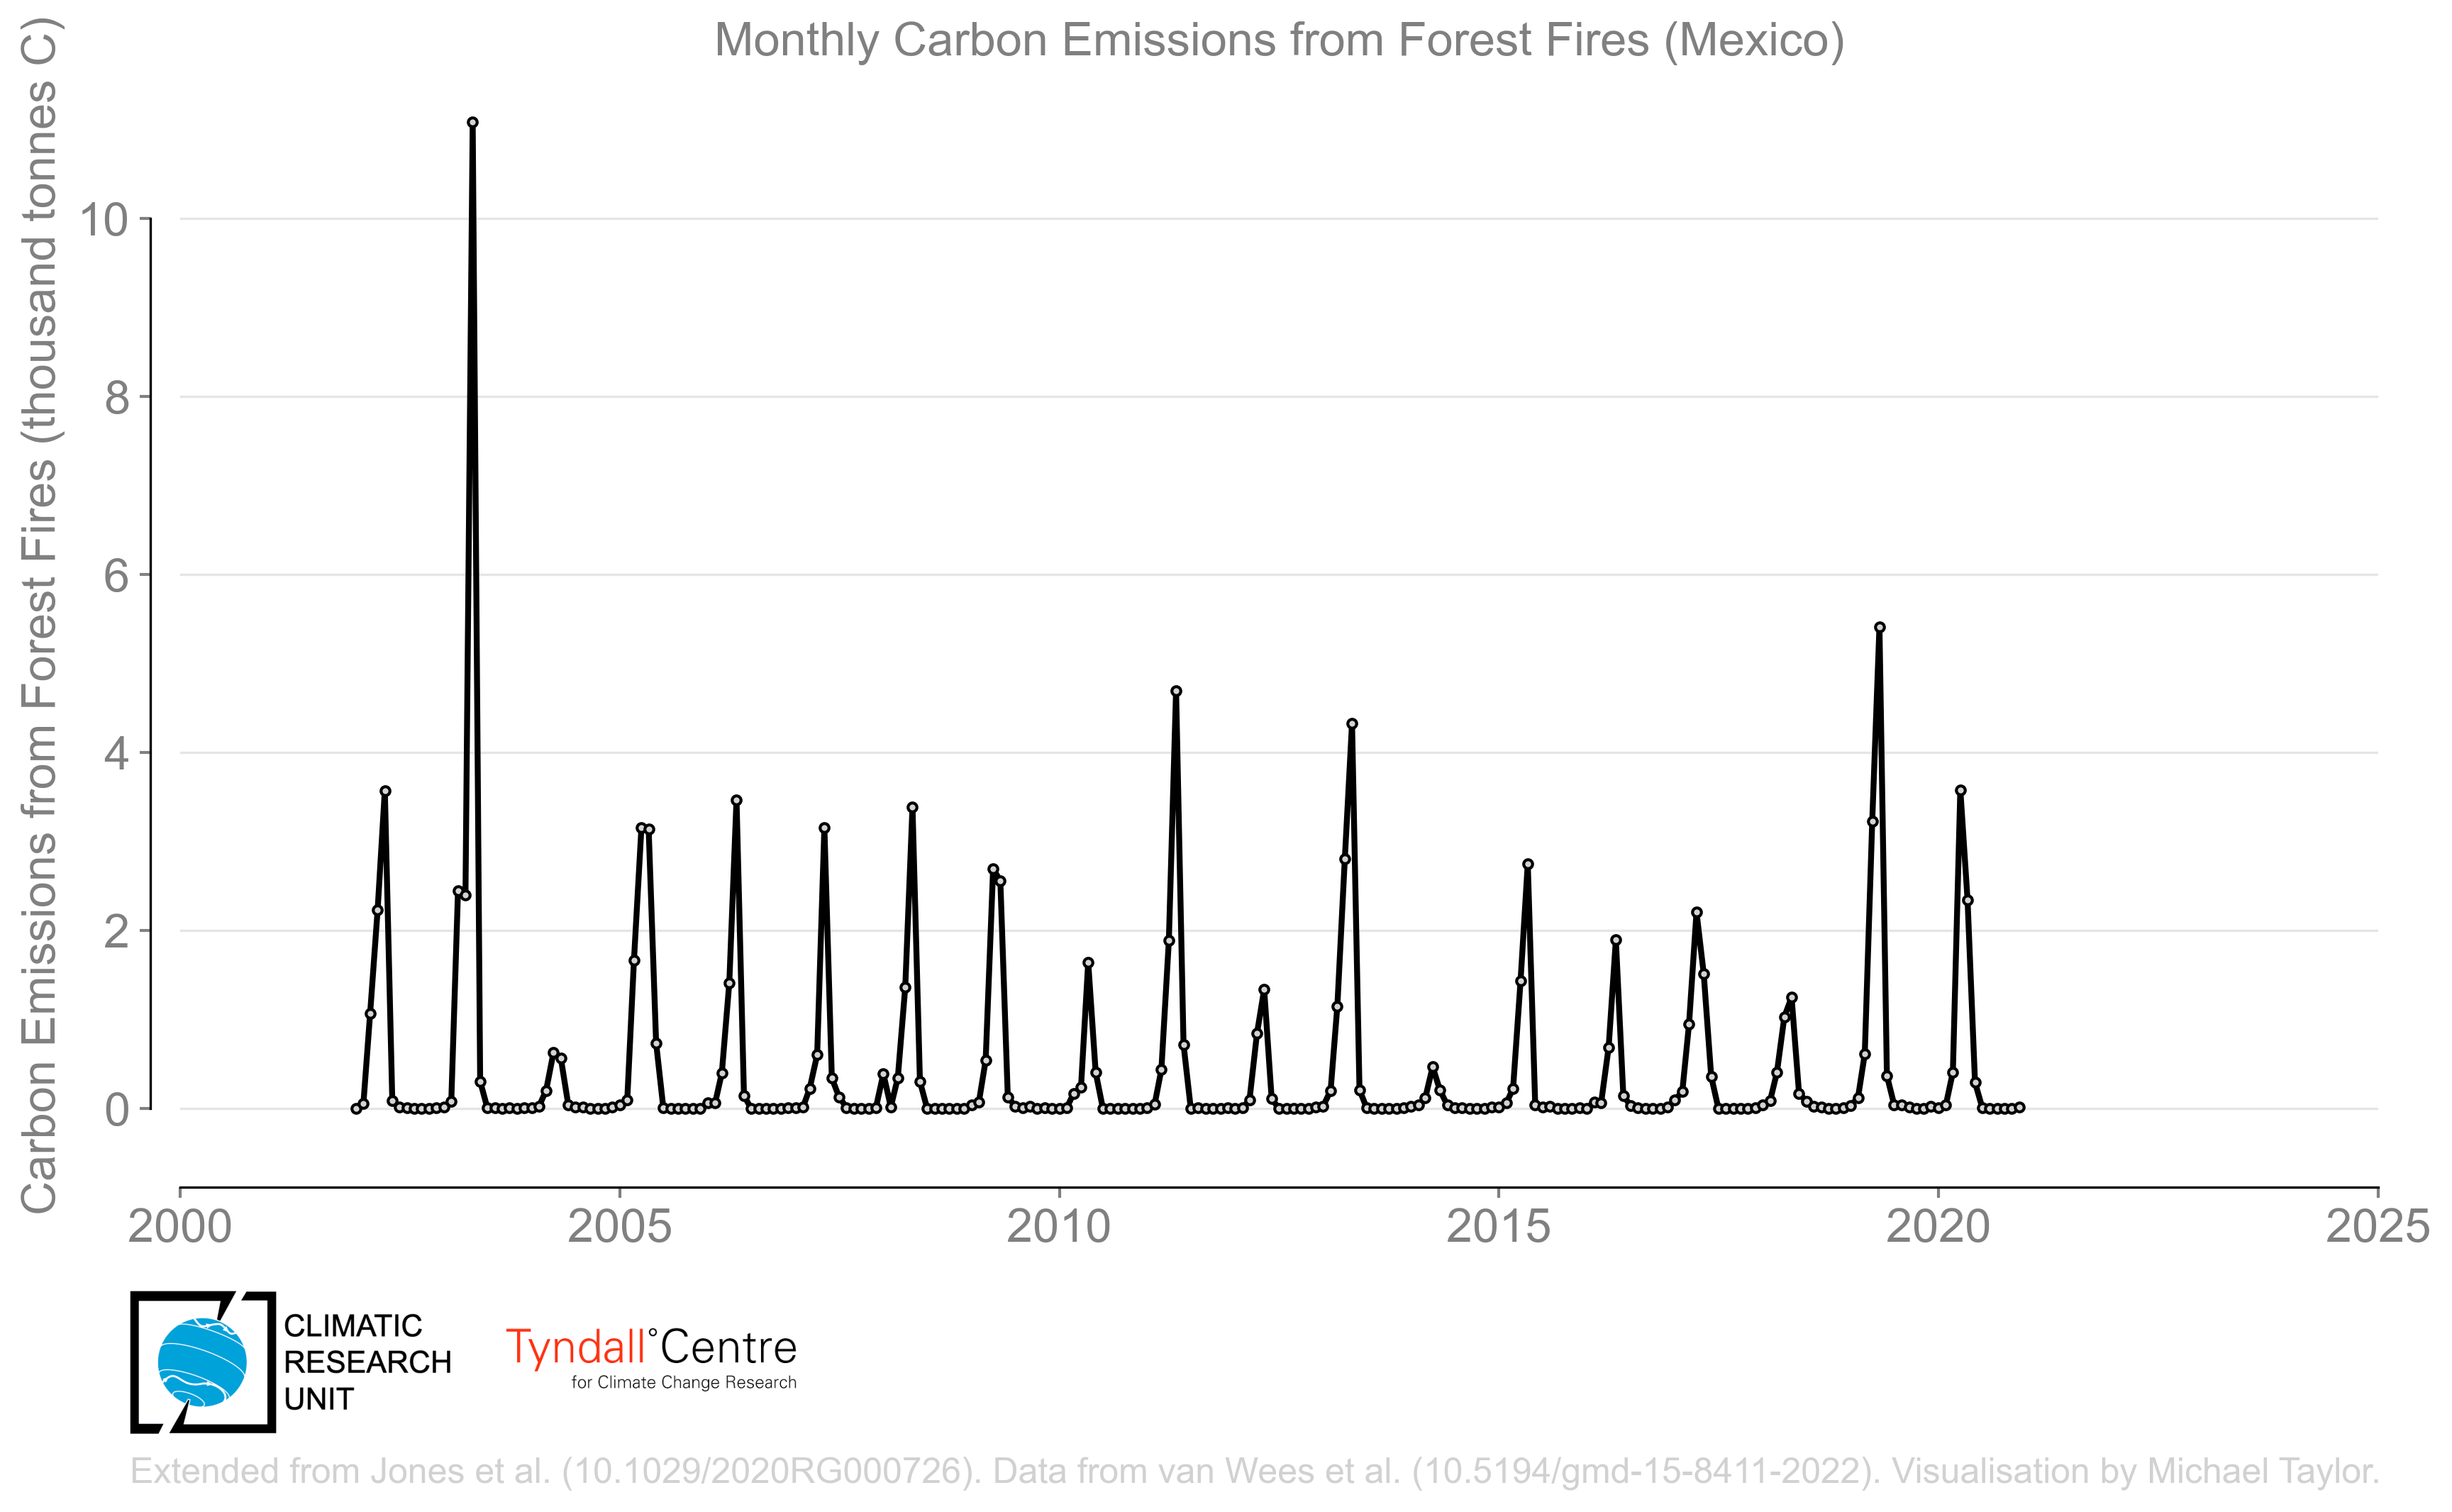 Monthly Carbon Emissions from Forest Fires (Mexico)
Carbon Emissions from Forest Fires (thousand tonnes C)
10
8
6
4
2
0
2000 2005 2010 2015 2020 2025
CLIMATIC
RESEARCH
UNIT
Tyndall°Centre
for Climate Change Research
Extended from Jones et al. (10.1029/2020RG000726). Data from van Wees et al. (10.5194/gmd-15-8411-2022). Visualisation by Michael Taylor.